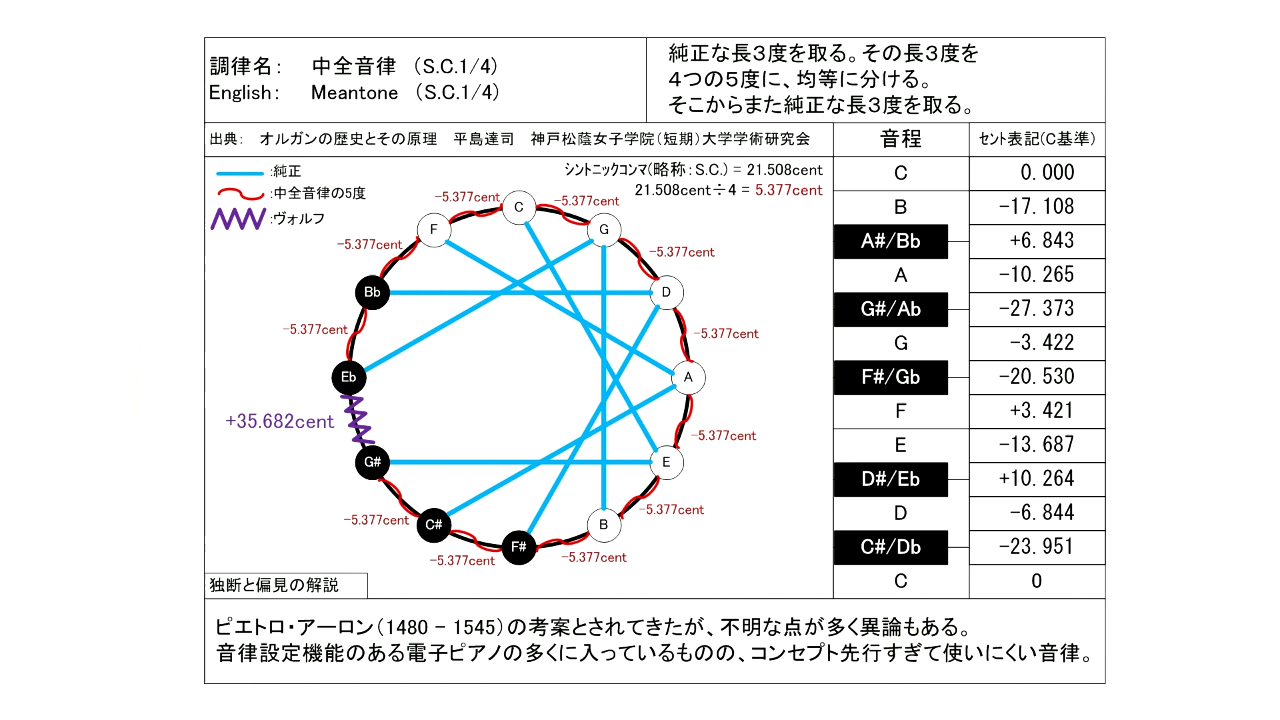 調律名： 中全音律 （S.C.1/4）
English： Meantone （S.C.1/4）
純正な長３度を取る。その長３度を
４つの５度に、均等に分ける。
そこからまた純正な長３度を取る。
出典： オルガンの歴史とその原理 平島達司 神戸松蔭女子学院（短期）大学学術研究会
音程
セント表記（C基準）
:純正
:中全音律の5度
:ヴォルフ
シントニックコンマ（略称：S.C.）＝ 21.508cent
21.508cent÷4 = 5.377cent
C
G
D
A
E
B
F#
C#
G#
Eb
Bb
F
-5.377cent
-5.377cent
-5.377cent
-5.377cent
-5.377cent
-5.377cent
-5.377cent
-5.377cent
-5.377cent
-5.377cent
-5.377cent
+35.682cent
C 0.000
B -17.108
A#/Bb +6.843
A -10.265
G#/Ab -27.373
G -3.422
F#/Gb -20.530
F +3.421
E -13.687
D#/Eb +10.264
D -6.844
C#/Db -23.951
C 0
独断と偏見の解説
ピエトロ・アーロン（1480 - 1545）の考案とされてきたが、不明な点が多く異論もある。
音律設定機能のある電子ピアノの多くに入っているものの、コンセプト先行すぎて使いにくい音律。